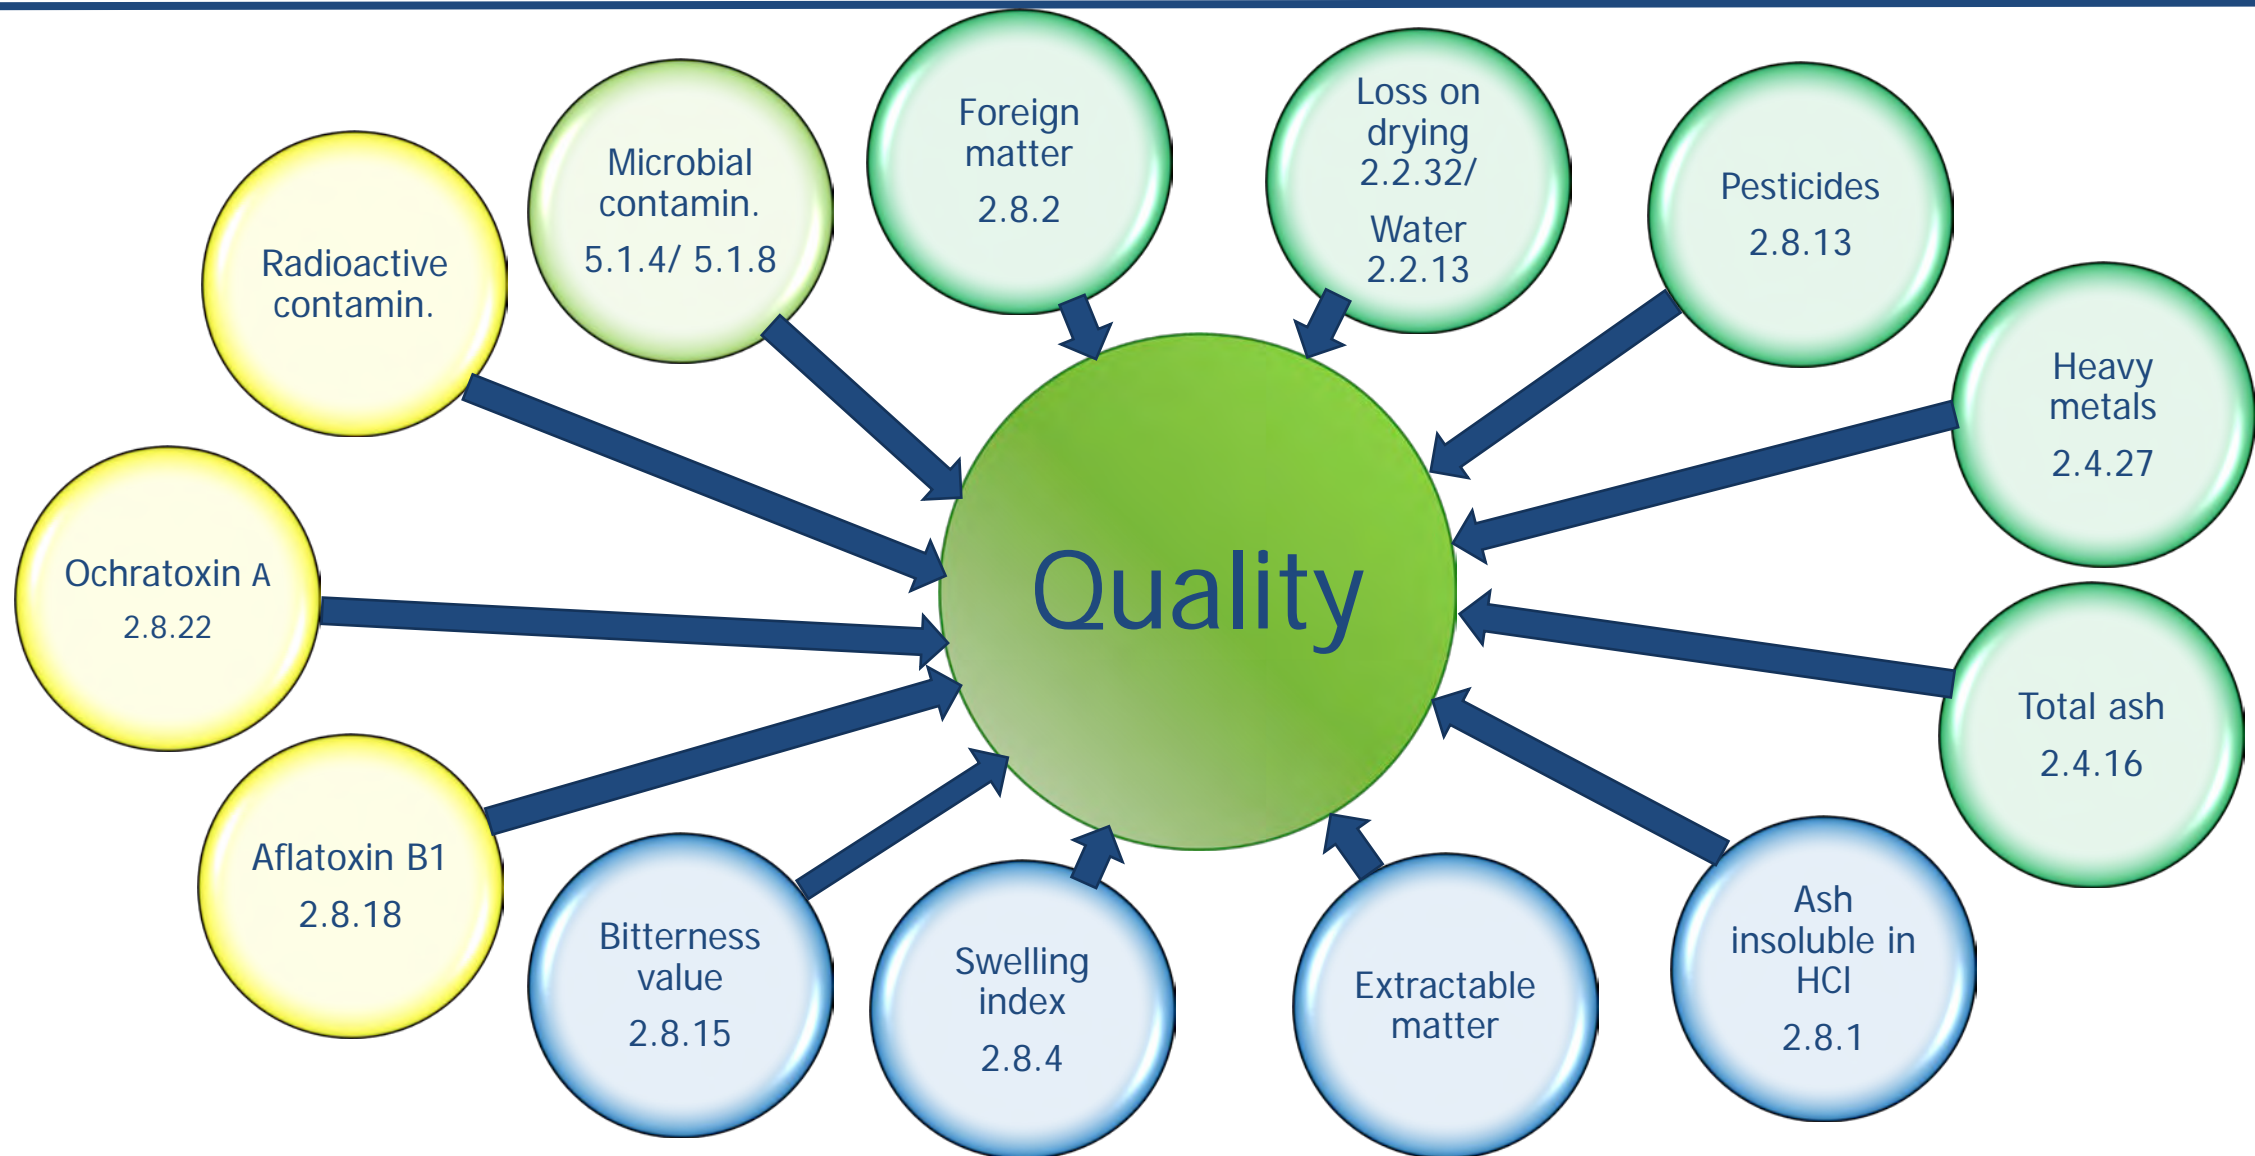 Foreign
matter
2.8.2
Loss on
drying
2.2.32/
Water
2.2.13
Pesticides
2.8.13
Heavy
metals
2.4.27
Total ash
2.4.16
Ash
insoluble in
HCl
2.8.1
Extractable
matter
Swelling
index
2.8.4
Bitterness
value
2.8.15
Aflatoxin B1
2.8.18
Ochratoxin A
2.8.22
Radioactive
contamin.
Microbial
contamin.
5.1.4/ 5.1.8
Quality